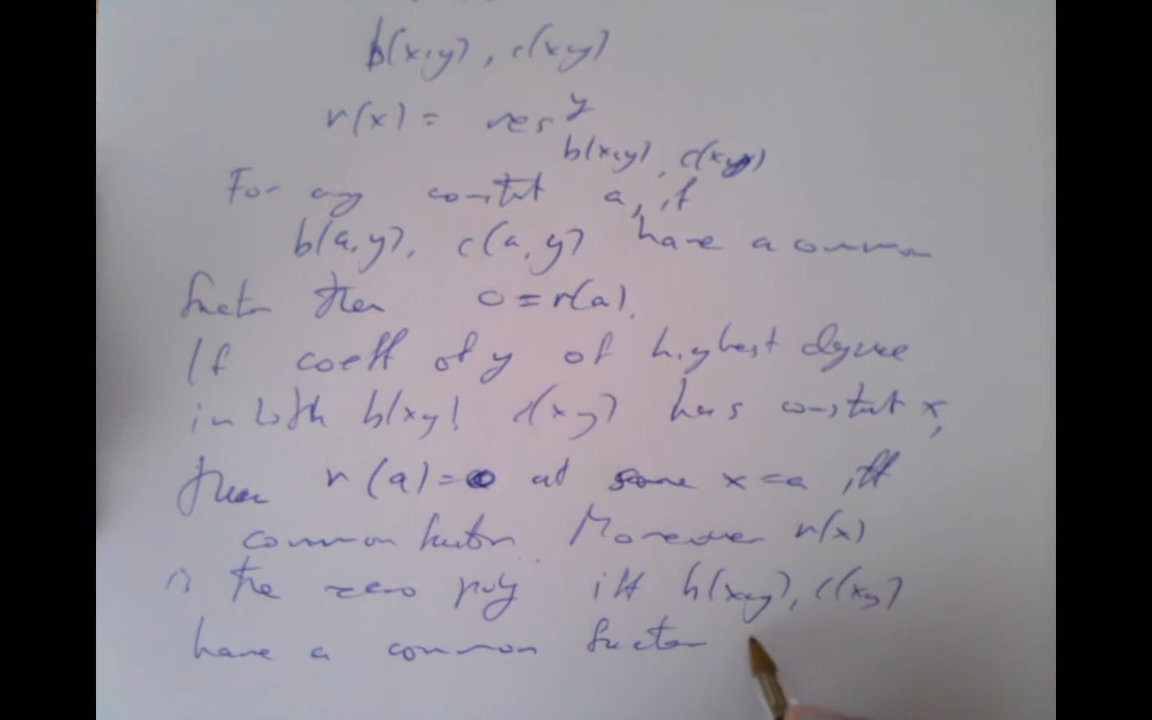 b(x,y), c(x,y)
r(x) = res^y b(x,y), c(x,y)
For any constant a, if
b(a,y), c(a,y) have a common
factor then 0 = r(a).
If coeff of y of highest degree
in both b(x,y), c(x,y) has constant x,
then r(a) = 0 at some x = a iff
common factor. Moreover r(x)
is the zero poly iff b(x,y), c(x,y)
have a common factor